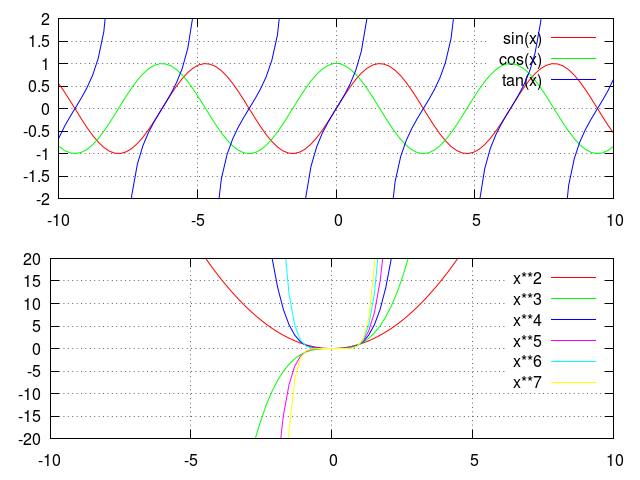 2
1.5 sin(x)
1 cos(x)
0.5 tan(x)
0
-0.5
-1
-1.5
-2
-10 -5 0 5 10
20
15 x**2
10 x**3
5 x**4
0 x**5
-5 x**6
-10 x**7
-15
-20
-10 -5 0 5 10